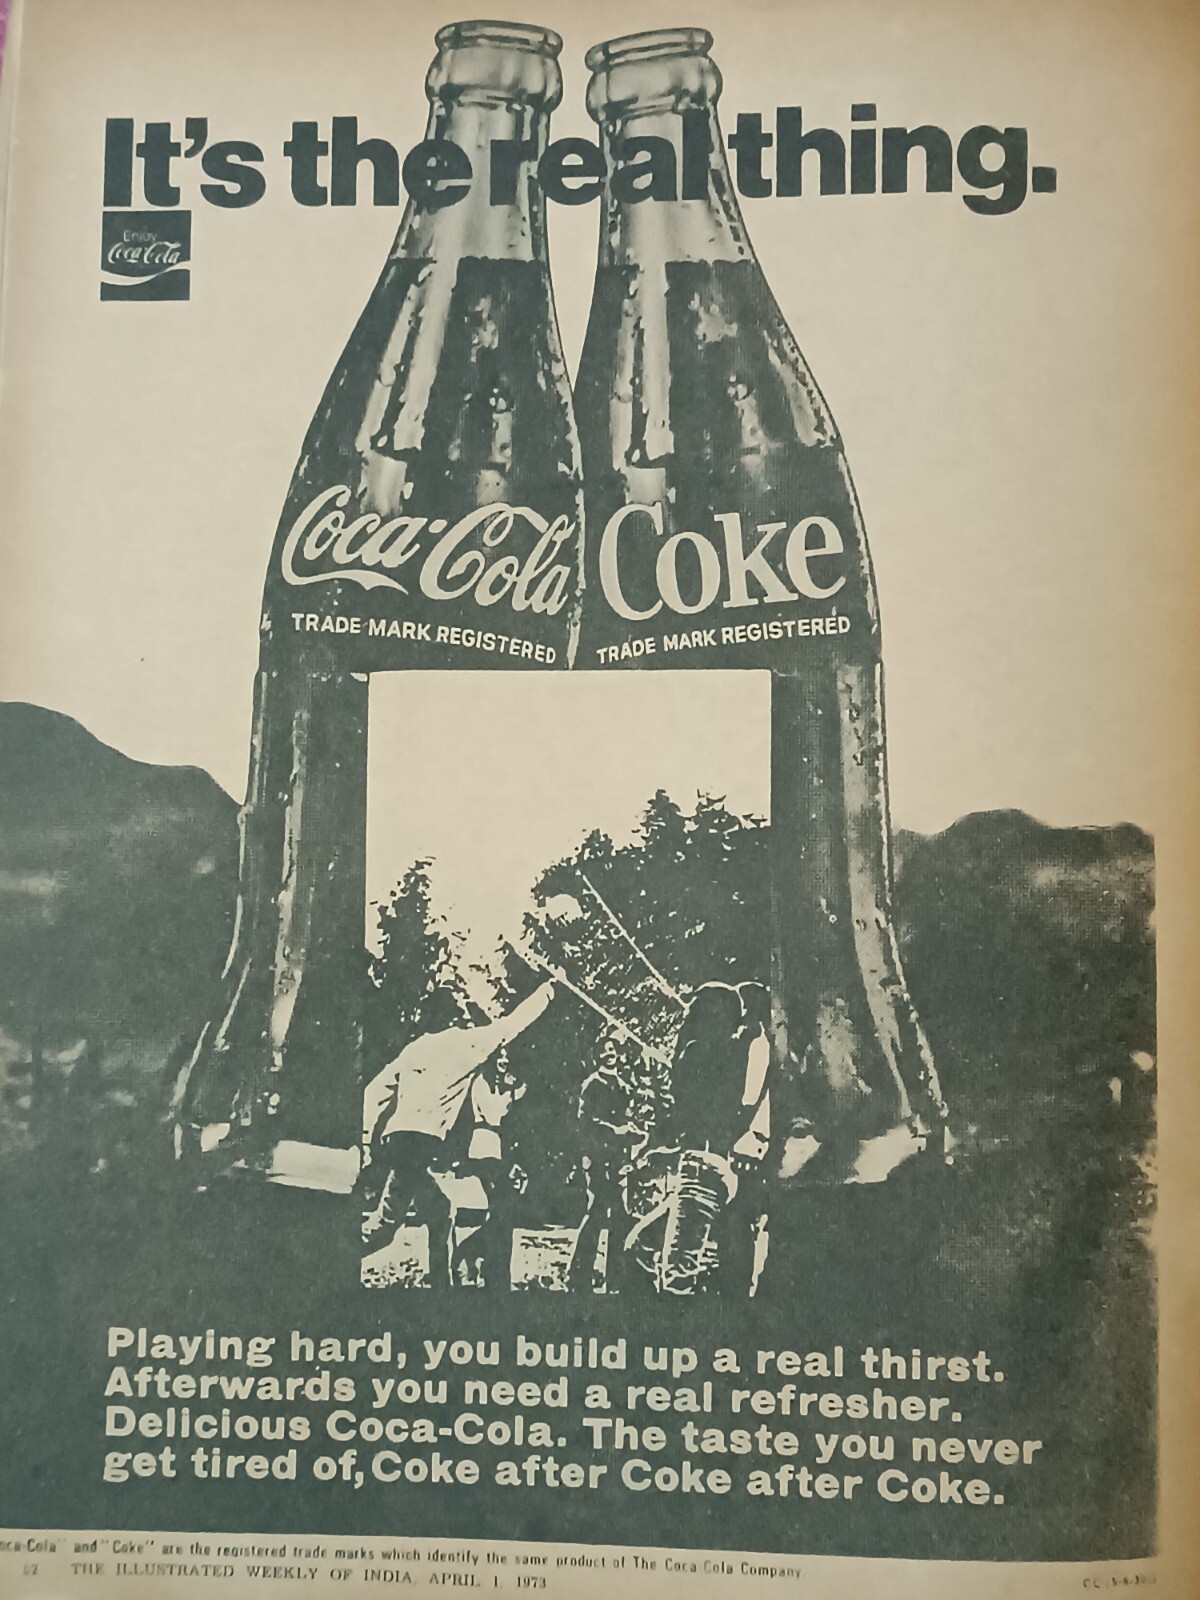 It's the real thing.
Enjoy
Coca-Cola
Coca-Cola
TRADE MARK REGISTERED
Coke
TRADE MARK REGISTERED
Playing hard, you build up a real thirst.
Afterwards you need a real refresher.
Delicious Coca-Cola. The taste you never
get tired of, Coke after Coke after Coke.
oca-Cola" and "Coke" are the registered trade marks which identify the same product of The Coca Cola Company
THE ILLUSTRATED WEEKLY OF INDIA, APRIL 1, 1973